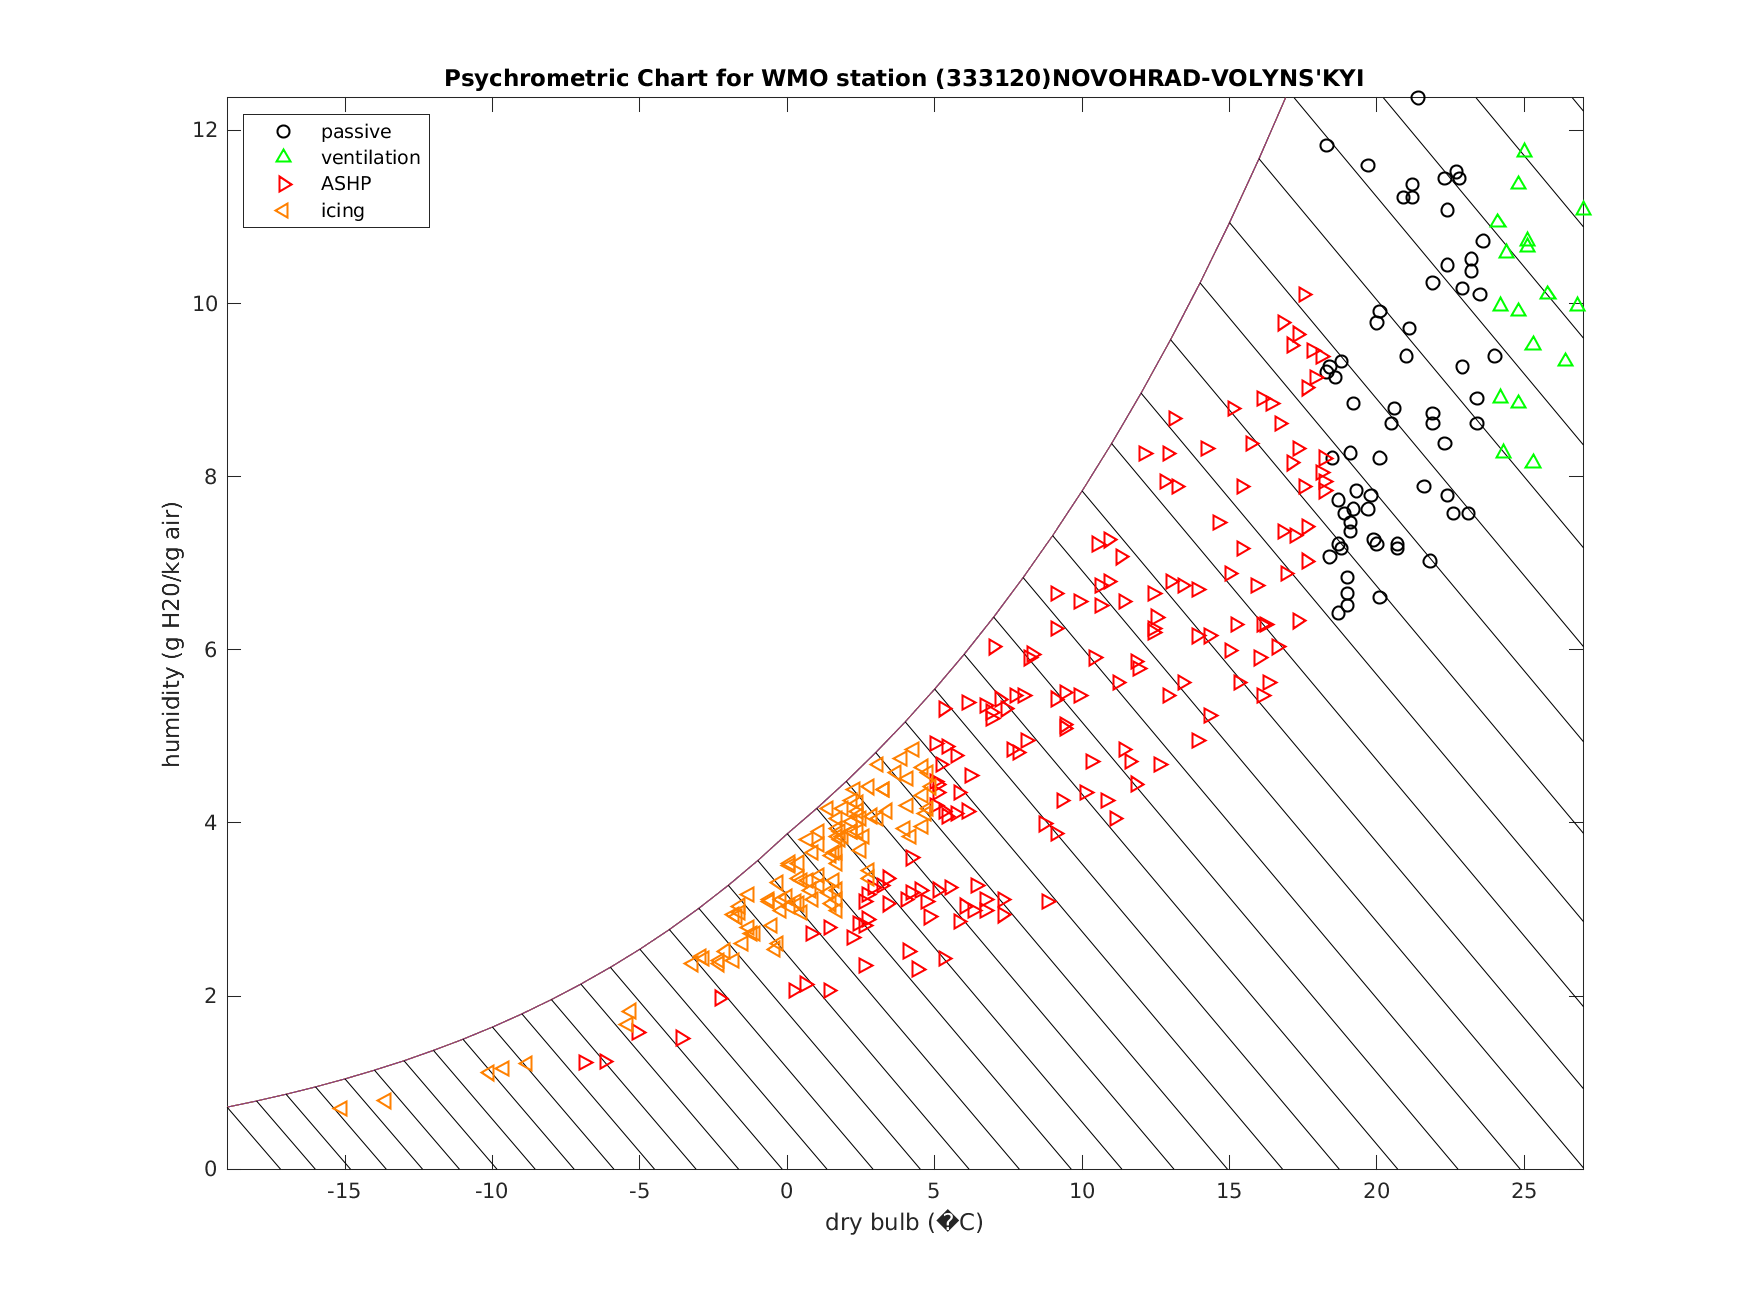 Psychrometric Chart for WMO station (333120)NOVOHRAD-VOLYNS'KYI
passive
ventilation
ASHP
icing
humidity (g H20/kg air)
12
10
8
6
4
2
0
-15 -10 -5 0 5 10 15 20 25
dry bulb (�C)